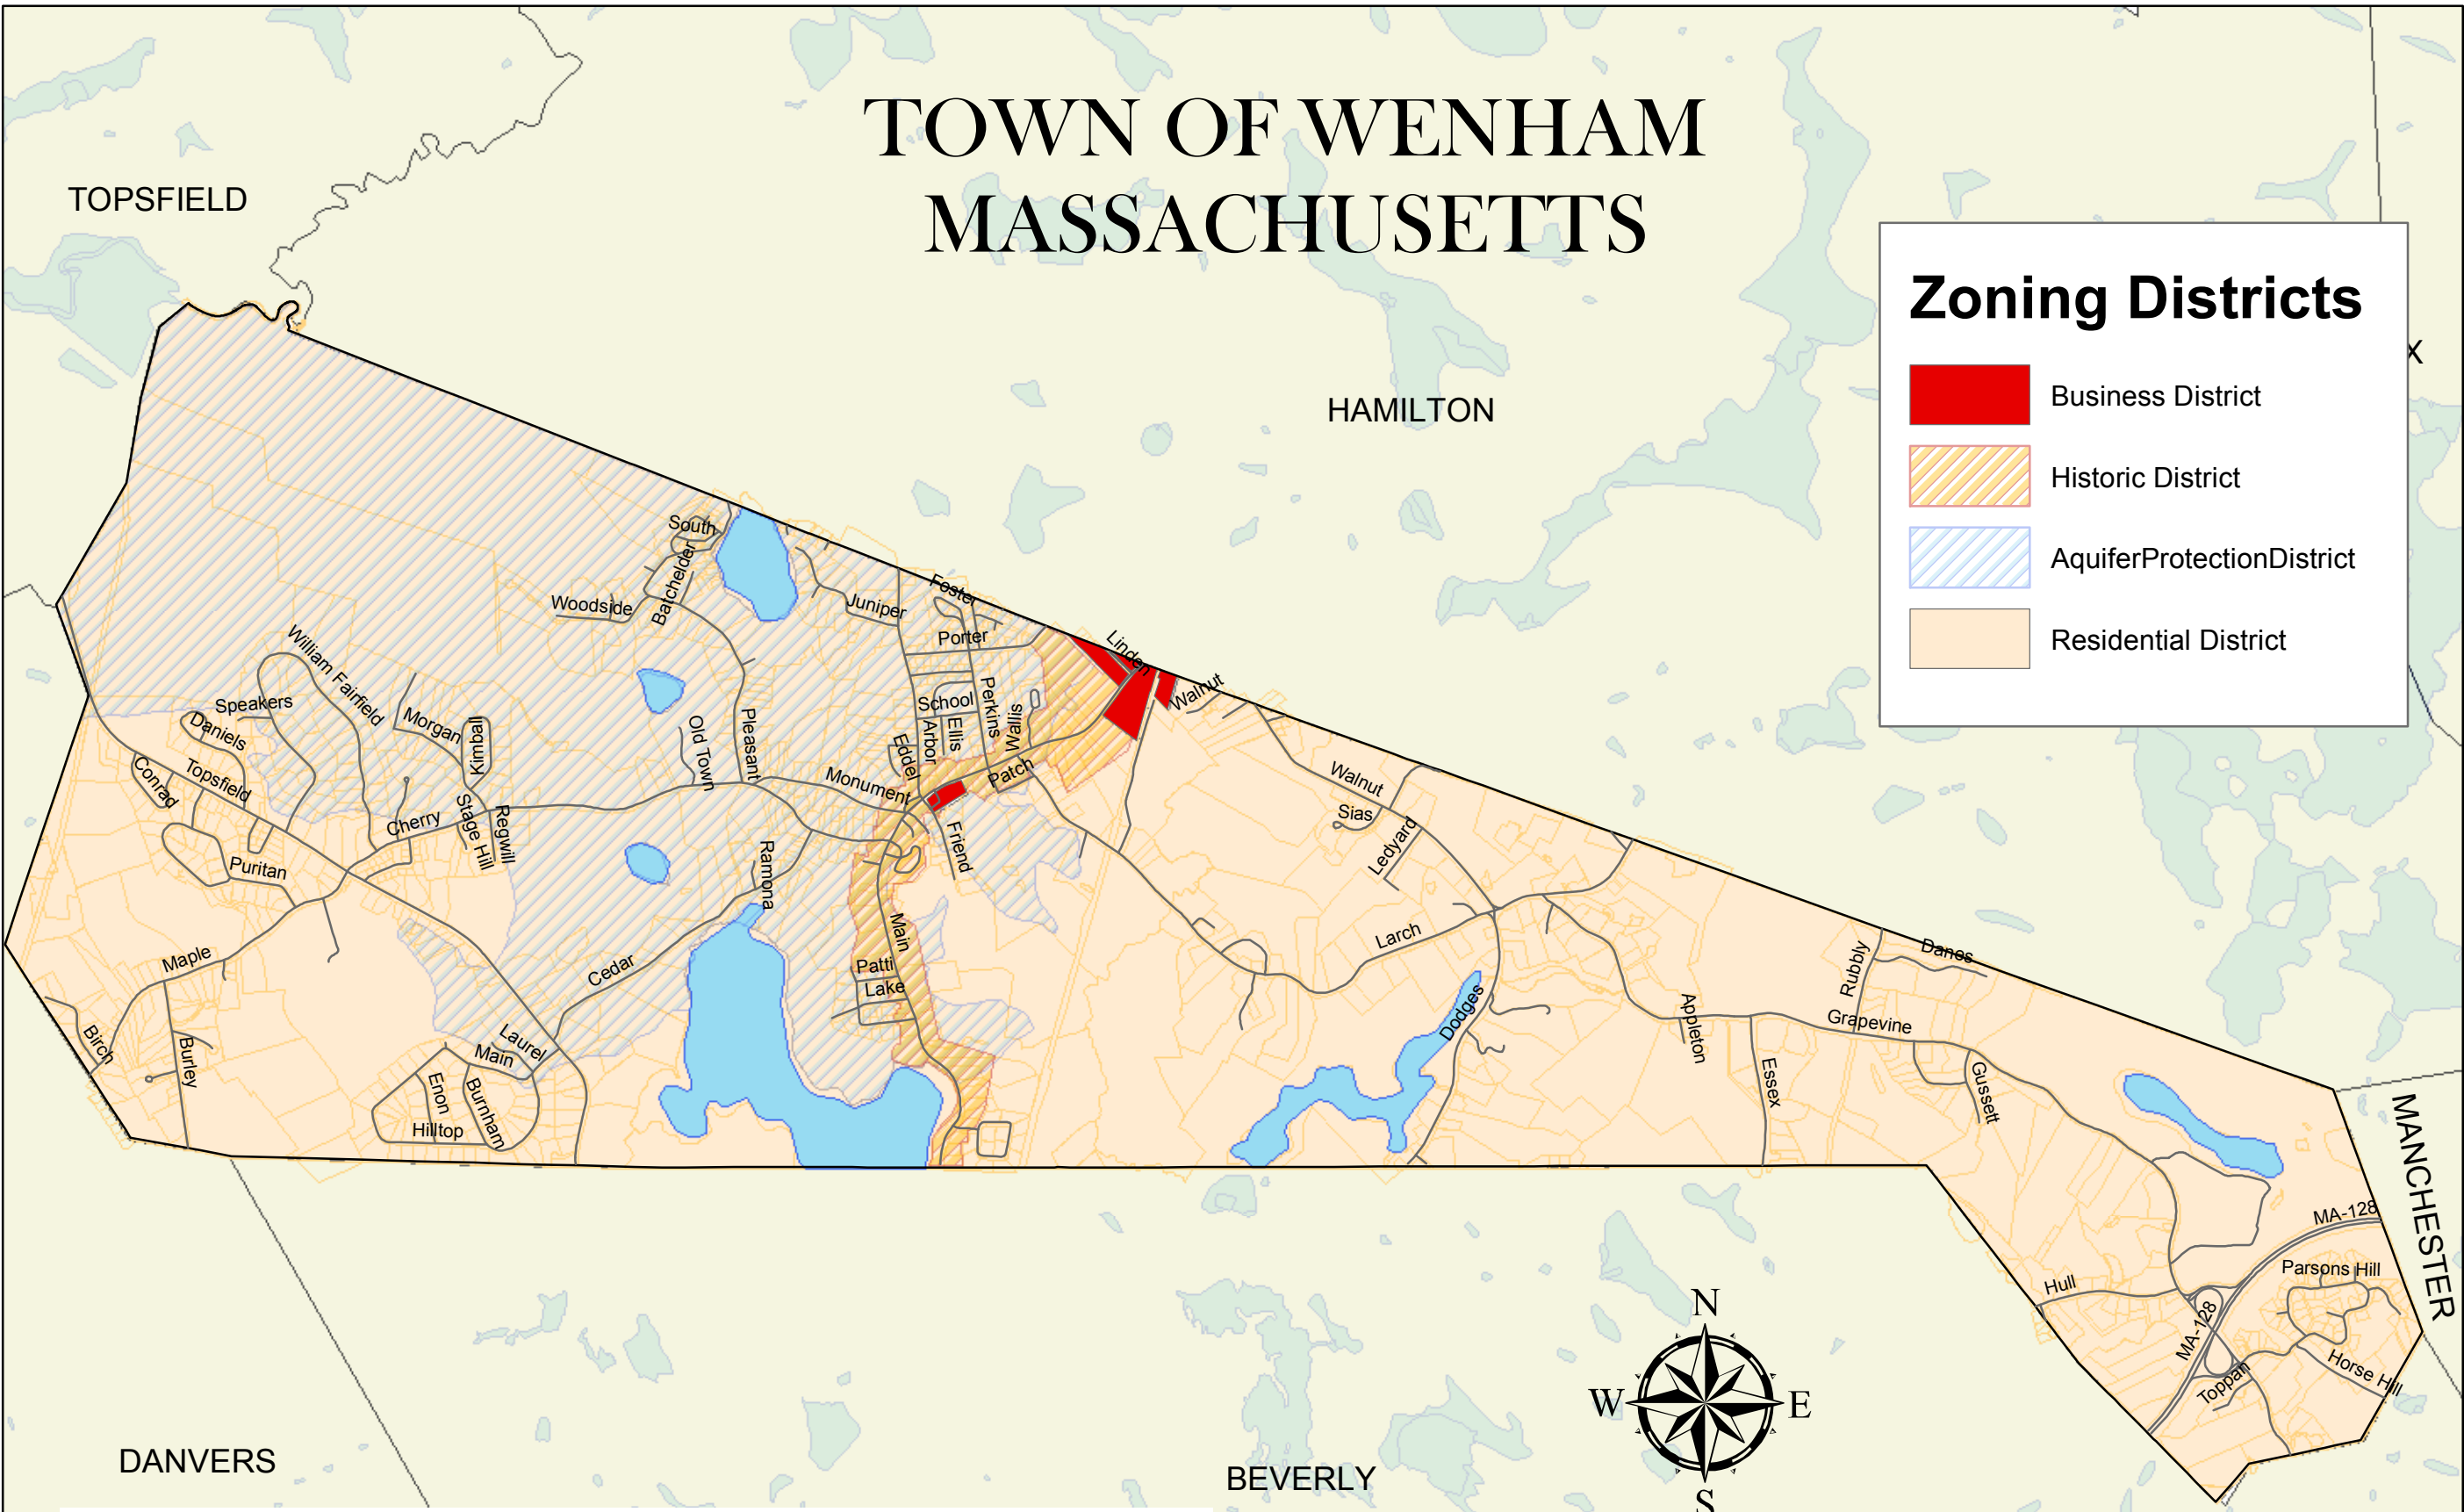 TOWN OF WENHAM
MASSACHUSETTS
TOPSFIELD
HAMILTON
X
Zoning Districts
Business District
Historic District
AquiferProtectionDistrict
Residential District
South
Batchelder
Woodside
Juniper
Foster
Porter
Linden
Walnut
William Fairfield
Speakers
Daniels
Morgan
Kimball
Old Town
Pleasant
School
Perkins
Wallis
Arbor
Ellis
Eddel
Patch
Monument
Conrad
Topsfield
Cherry
Stage Hill
Regwill
Puritan
Ramona
Friend
Walnut
Sias
Ledyard
Main
Larch
Maple
Cedar
Patti
Lake
Birch
Burley
Laurel
Main
Enon
Burnham
Hilltop
Dodges
Appleton
Essex
Rubbly
Danes
Grapevine
Gussett
MANCHESTER
MA-128
Parsons Hill
Hull
MA-128
Toppan
Horse Hill
N
W
E
S
DANVERS
BEVERLY